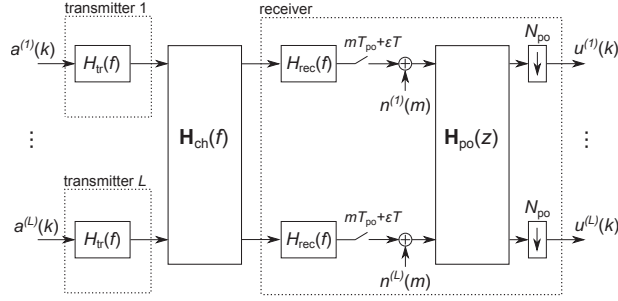 transmitter 1
receiver
a⁽¹⁾(k)
H_tr(f)
H_ch(f)
H_rec(f)
mT_po+εT
n⁽¹⁾(m)
H_po(z)
N_po
u⁽¹⁾(k)
transmitter L
a⁽ᴸ⁾(k)
H_tr(f)
H_rec(f)
mT_po+εT
n⁽ᴸ⁾(m)
N_po
u⁽ᴸ⁾(k)